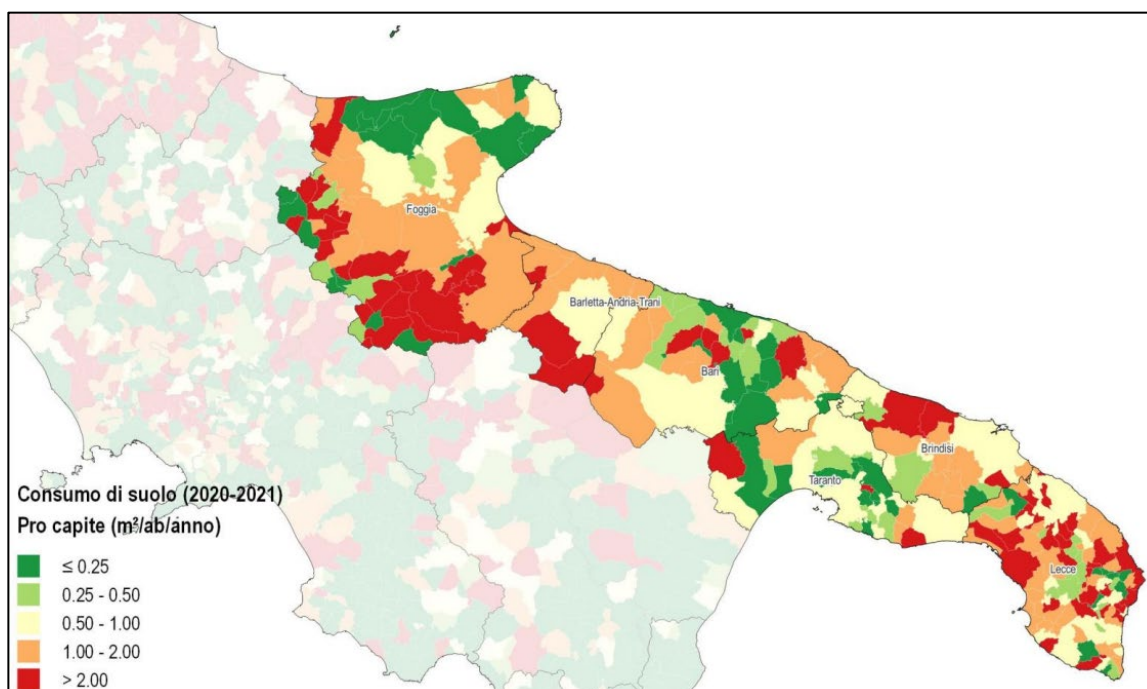 Foggia
Barletta-Andria-Trani
Bari
Brindisi
Taranto
Lecce
Consumo di suolo (2020-2021)
Pro capite (m²/ab/anno)
≤ 0.25
0.25 - 0.50
0.50 - 1.00
1.00 - 2.00
> 2.00